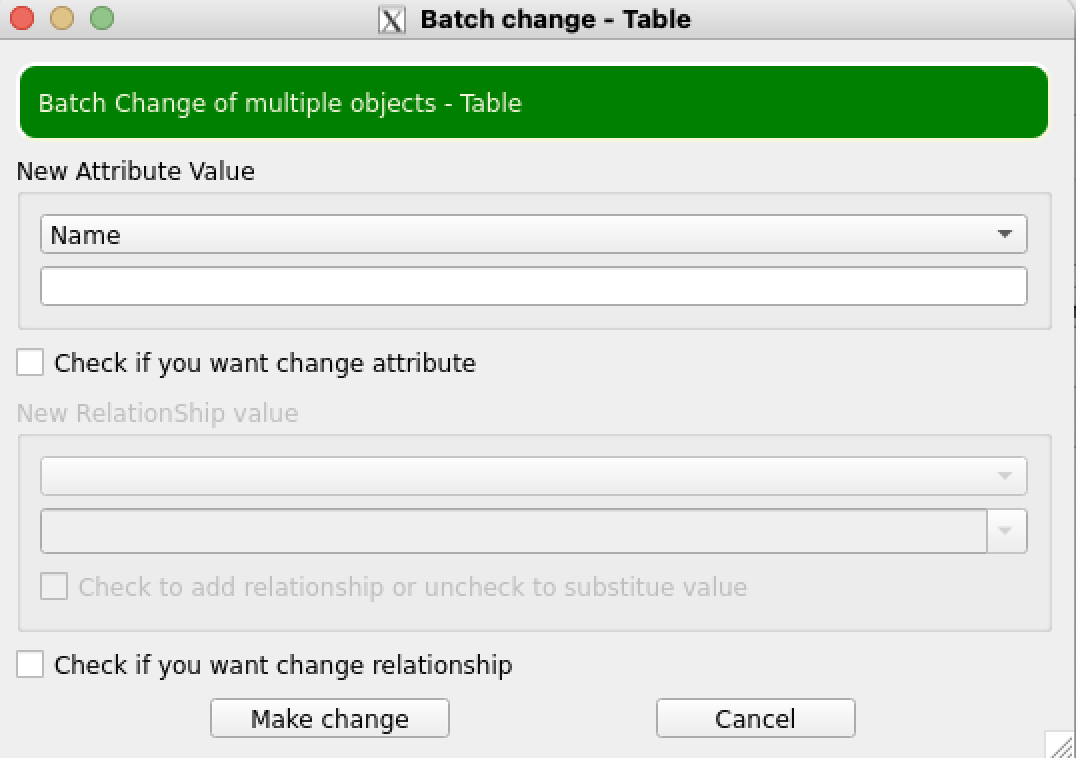 Batch change - Table
Batch Change of multiple objects - Table
New Attribute Value
Name
Check if you want change attribute
New RelationShip value
Check to add relationship or uncheck to substitue value
Check if you want change relationship
Make change
Cancel